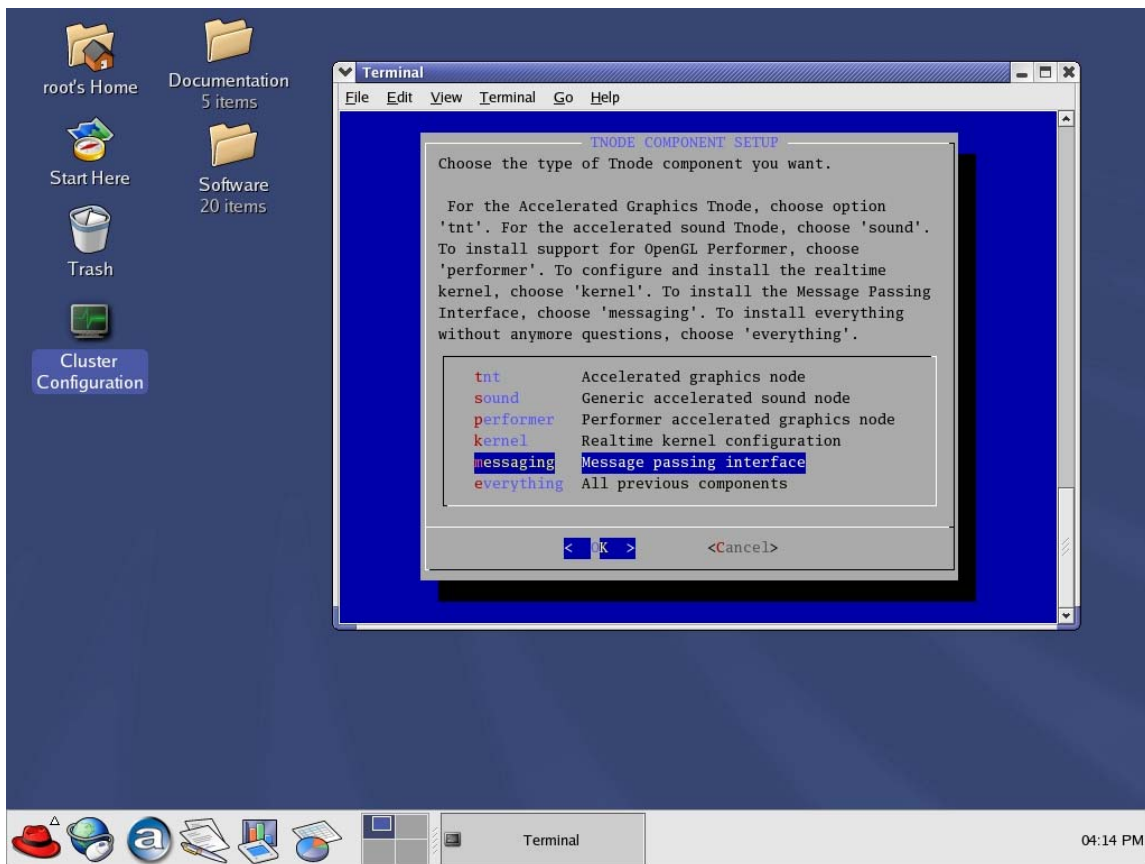 root's Home
Documentation
5 items
Start Here
Software
20 items
Trash
Cluster
Configuration
Terminal
File Edit View Terminal Go Help
TNODE COMPONENT SETUP
Choose the type of Tnode component you want.
For the Accelerated Graphics Tnode, choose option
'tnt'. For the accelerated sound Tnode, choose 'sound'.
To install support for OpenGL Performer, choose
'performer'. To configure and install the realtime
kernel, choose 'kernel'. To install the Message Passing
Interface, choose 'messaging'. To install everything
without anymore questions, choose 'everything'.
tnt Accelerated graphics node
sound Generic accelerated sound node
performer Performer accelerated graphics node
kernel Realtime kernel configuration
messaging Message passing interface
everything All previous components
< OK > <Cancel>
a
Terminal
04:14 PM